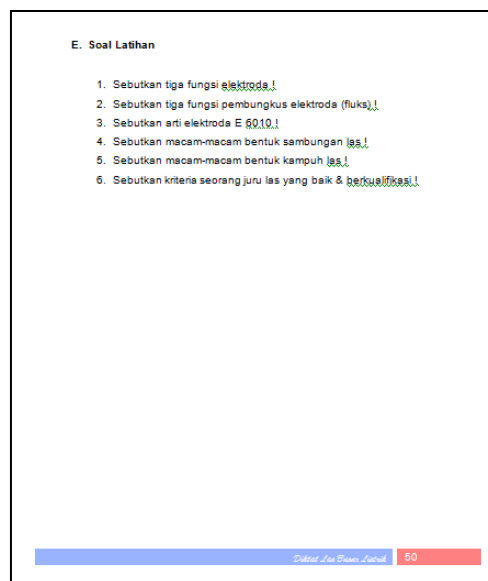 E. Soal Latihan
1. Sebutkan tiga fungsi elektroda !
2. Sebutkan tiga fungsi pembungkus elektroda (fluks) !
3. Sebutkan arti elektroda E 6010 !
4. Sebutkan macam-macam bentuk sambungan las !
5. Sebutkan macam-macam bentuk kampuh las !
6. Sebutkan kriteria seorang juru las yang baik & berkualifikasi !
Diktat Las Busur Listrik 50